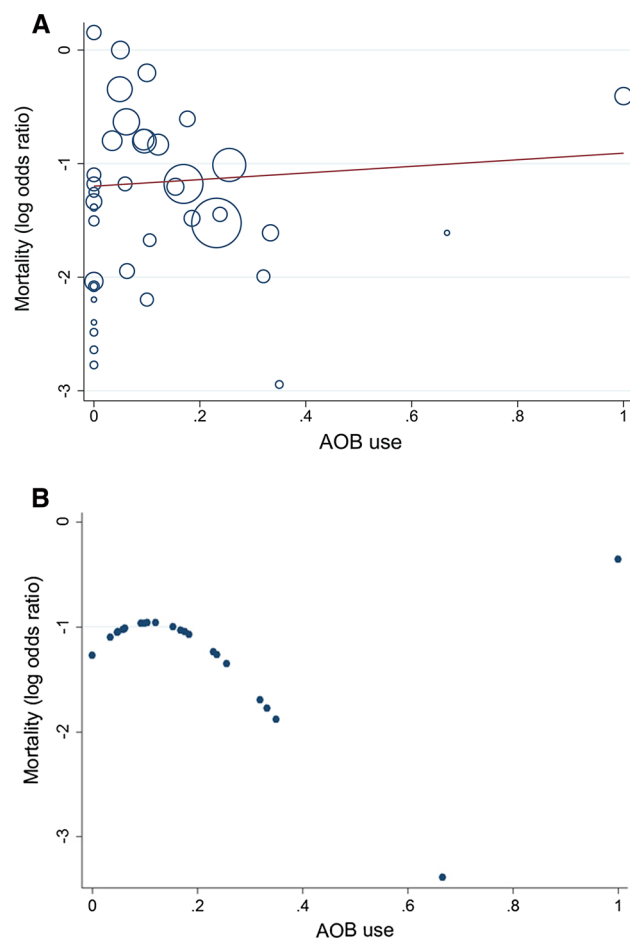 A
Mortality (log odds ratio)
0
-1
-2
-3
0 .2 .4 .6 .8 1
AOB use
B
Mortality (log odds ratio)
0
-1
-2
-3
0 .2 .4 .6 .8 1
AOB use